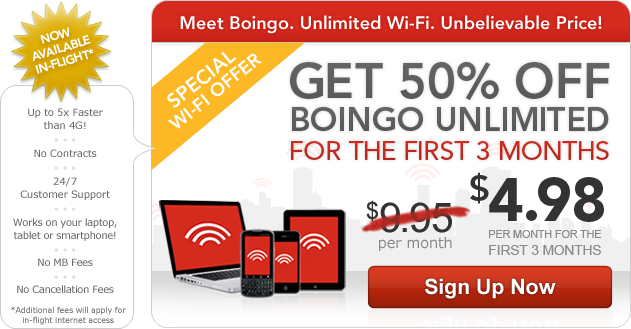 NOW
AVAILABLE
IN-FLIGHT*
Up to 5x Faster
than 4G!
No Contracts
24/7
Customer Support
Works on your laptop,
tablet or smartphone!
No MB Fees
No Cancellation Fees
*Additional fees will apply for
in-flight internet access
Meet Boingo. Unlimited Wi-Fi. Unbelievable Price!
SPECIAL
WI-FI OFFER
GET 50% OFF
BOINGO UNLIMITED
FOR THE FIRST 3 MONTHS
$9.95
per month
$4.98
PER MONTH FOR THE
FIRST 3 MONTHS
Sign Up Now